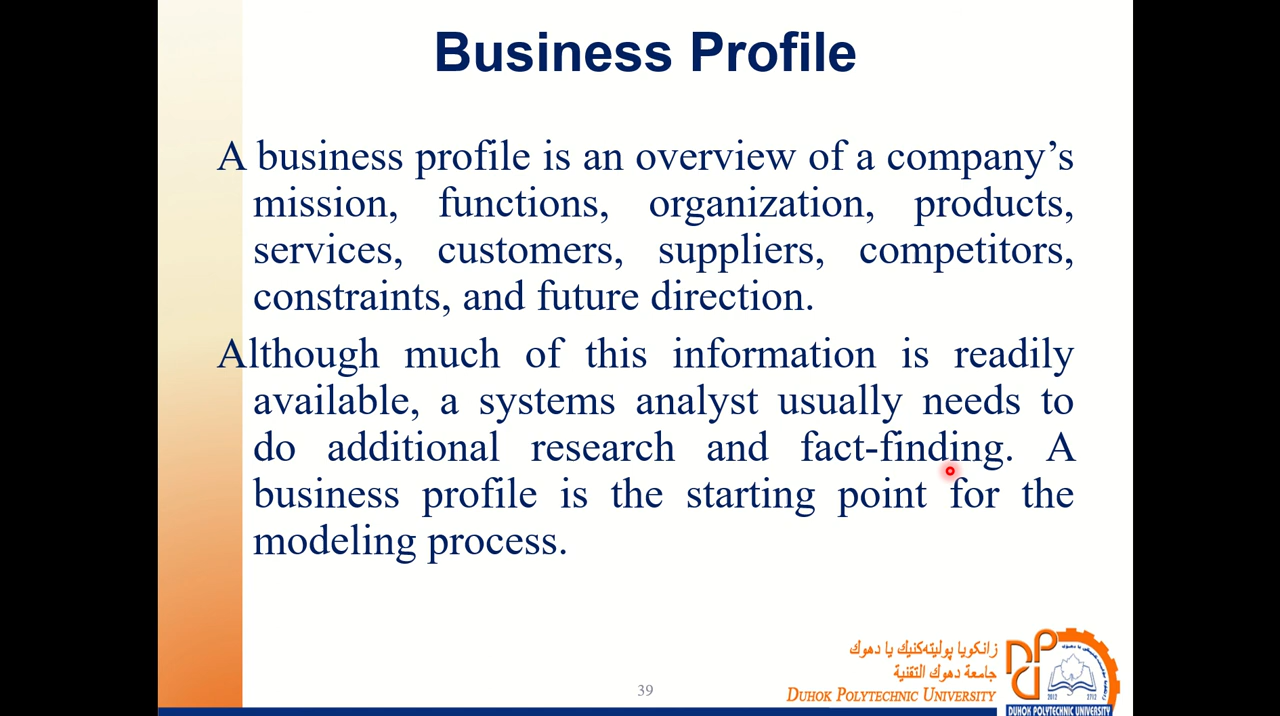 Business Profile
A business profile is an overview of a company’s
mission, functions, organization, products,
services, customers, suppliers, competitors,
constraints, and future direction.
Although much of this information is readily
available, a systems analyst usually needs to
do additional research and fact-finding. A
business profile is the starting point for the
modeling process.
39
زانكويا پوليتەكنيك يا دهوك
جامعة دهوك التقنية
DUHOK POLYTECHNIC UNIVERSITY
DPU
2012
2712
DUHOK POLYTECHNIC UNIVERSITY